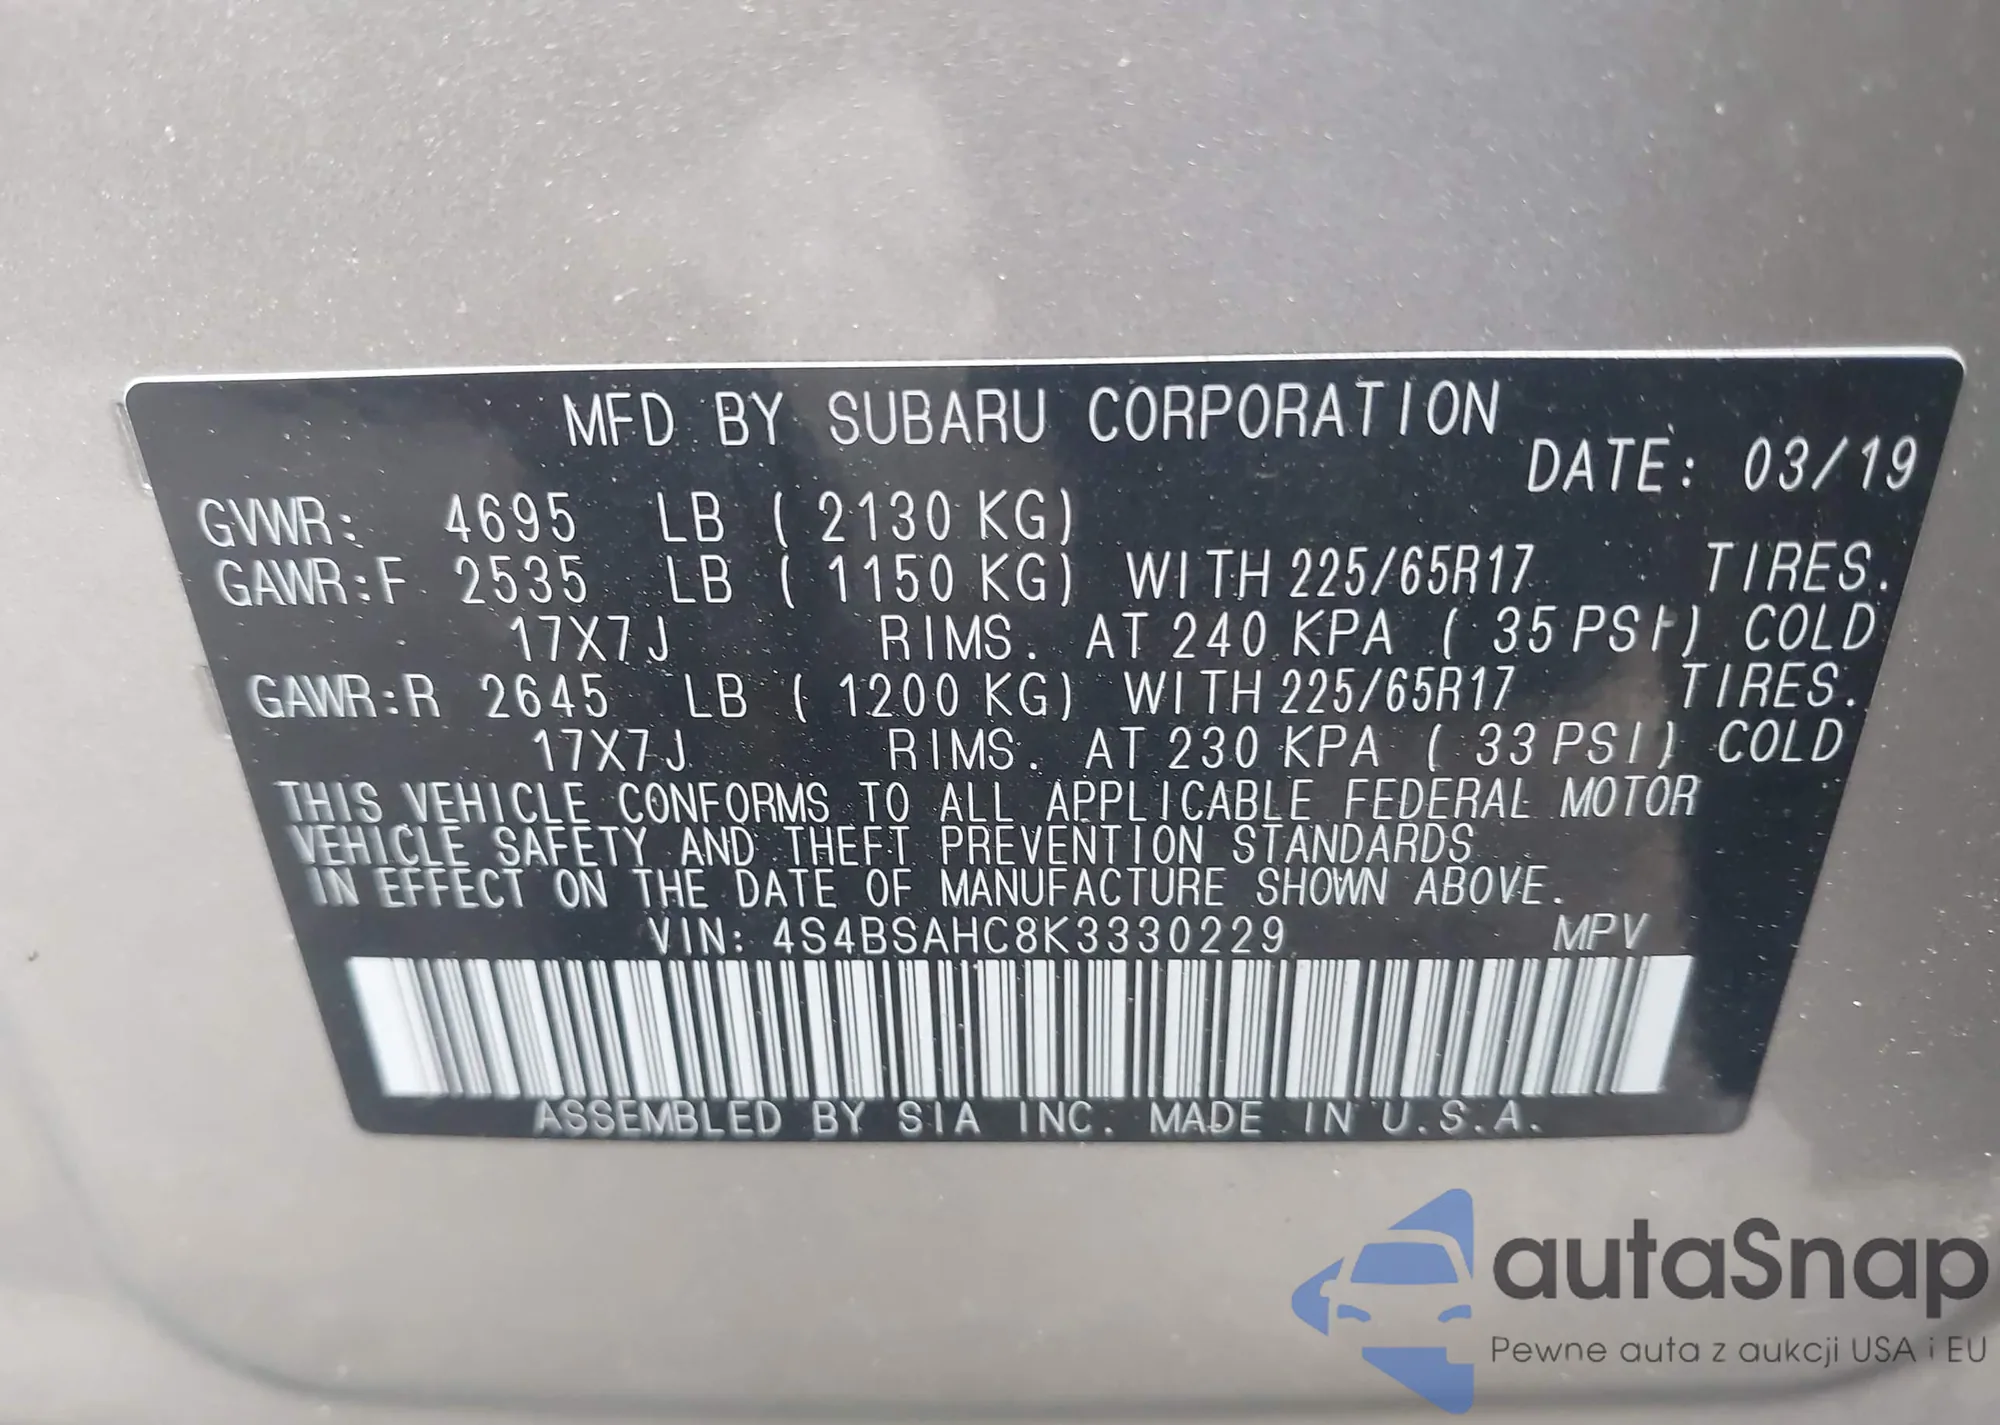 MFD BY SUBARU CORPORATION
DATE: 03/19
GVWR: 4695 LB ( 2130 KG)
GAWR:F 2535 LB ( 1150 KG) WITH 225/65R17 TIRES.
17X7J RIMS. AT 240 KPA ( 35 PSI) COLD
GAWR:R 2645 LB ( 1200 KG) WITH 225/65R17 TIRES.
17X7J RIMS. AT 230 KPA ( 33 PSI) COLD
THIS VEHICLE CONFORMS TO ALL APPLICABLE FEDERAL MOTOR
VEHICLE SAFETY AND THEFT PREVENTION STANDARDS
IN EFFECT ON THE DATE OF MANUFACTURE SHOWN ABOVE.
VIN: 4S4BSAHC8K3330229 MPV
ASSEMBLED BY SIA INC. MADE IN U.S.A.
autaSnap
Pewne auta z aukcji USA i EU